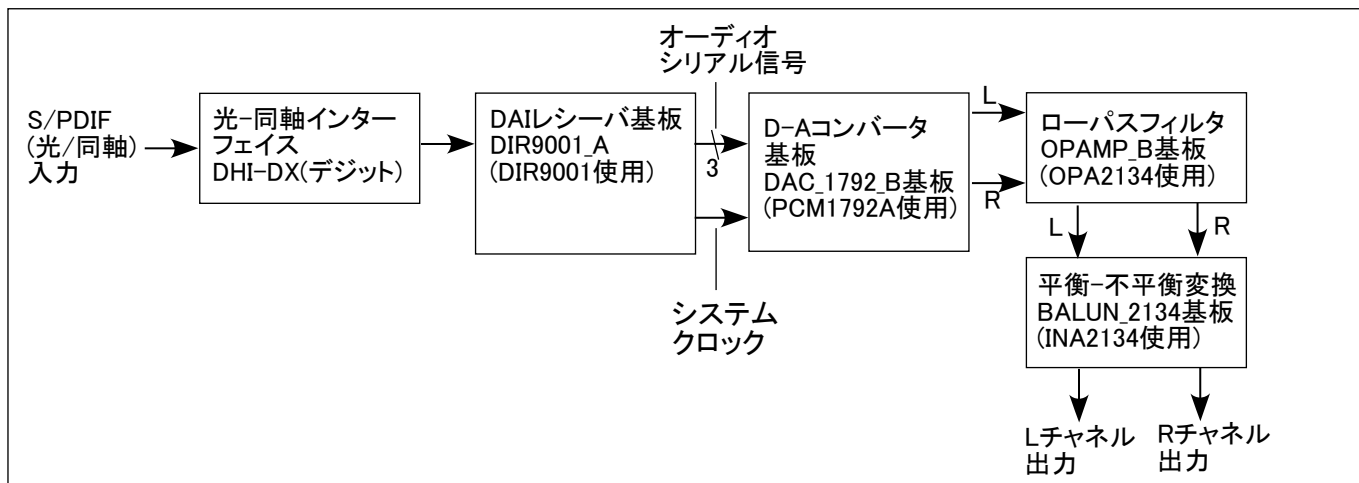 オーディオ
シリアル信号
S/PDIF
(光/同軸)
入力
光-同軸インター
フェイス
DHI-DX(デジット)
DAIレシーバ基板
DIR9001_A
(DIR9001使用)
3
D-Aコンバータ
基板
DAC_1792_B基板
(PCM1792A使用)
L
R
ローパスフィルタ
OPAMP_B基板
(OPA2134使用)
L
R
システム
クロック
平衡-不平衡変換
BALUN_2134基板
(INA2134使用)
Lチャネル
出力
Rチャネル
出力